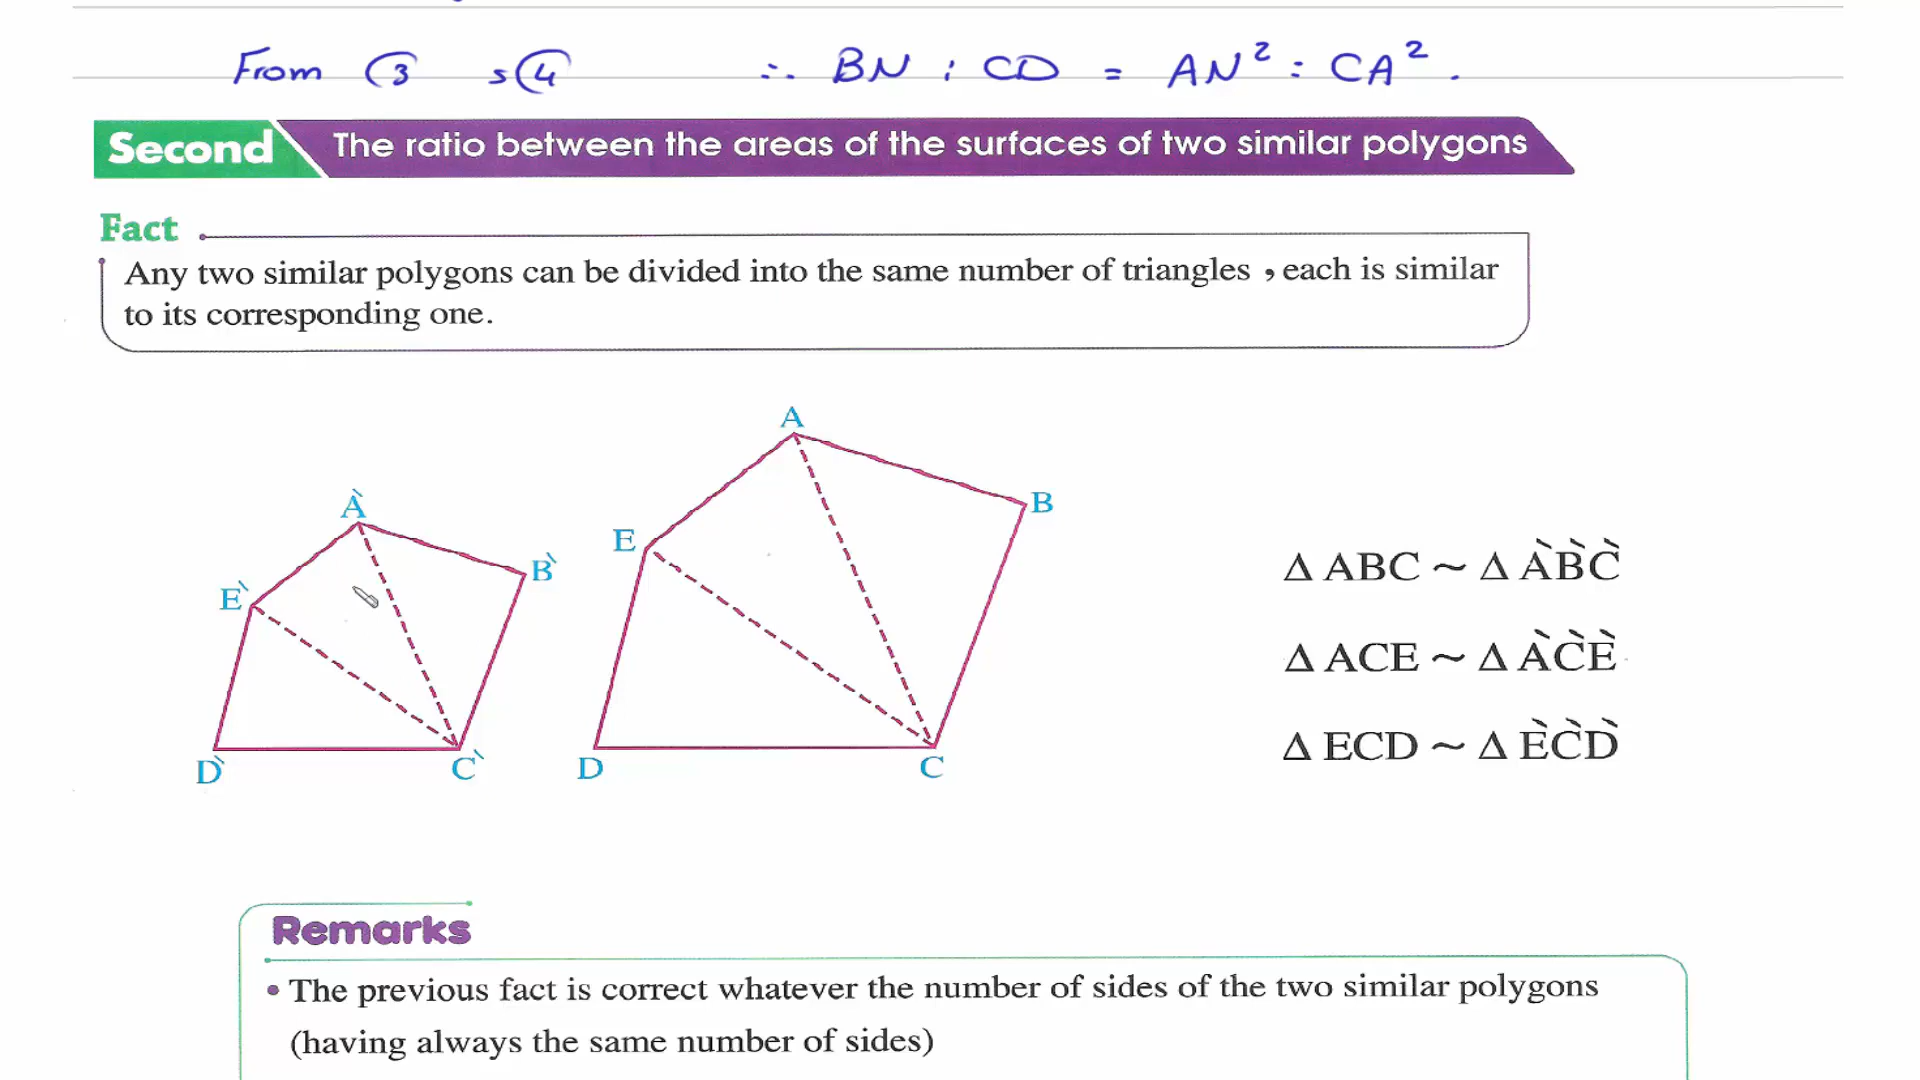 From ③ , ④ ∴ BN : CD = AN² : CA² .
Second The ratio between the areas of the surfaces of two similar polygons
Fact
Any two similar polygons can be divided into the same number of triangles , each is similar
to its corresponding one.
A
B
E
D
C
À
B̀
È
D̀
C̀
Δ ABC ~ Δ ÀB̀C̀
Δ ACE ~ Δ ÀC̀È
Δ ECD ~ Δ ÈC̀D̀
Remarks
• The previous fact is correct whatever the number of sides of the two similar polygons
(having always the same number of sides)